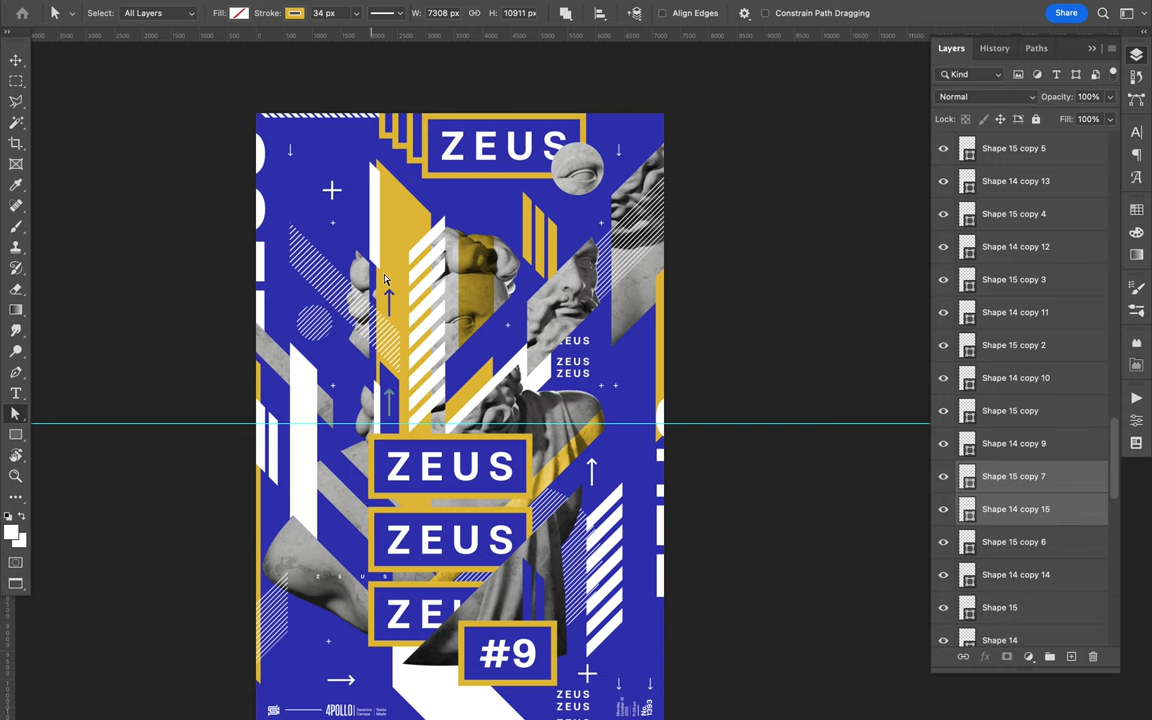 Select: All Layers Fill: Stroke: 34 px W: 7308 px H: 10911 px Align Edges Constrain Path Dragging Share
Layers History Paths
Kind
Normal Opacity: 100%
Lock: Fill: 100%
Shape 15 copy 5
Shape 14 copy 13
Shape 15 copy 4
Shape 14 copy 12
Shape 15 copy 3
Shape 14 copy 11
Shape 15 copy 2
Shape 14 copy 10
Shape 15 copy
Shape 14 copy 9
Shape 15 copy 7
Shape 14 copy 15
Shape 15 copy 6
Shape 14 copy 14
Shape 15
Shape 14
ZEUS
ZEUS
ZEUS
ZEUS
ZEUS
ZEUS
ZEUS
ZEU
#9
ZEUS
ZEUS
4POLLO
No. 1393